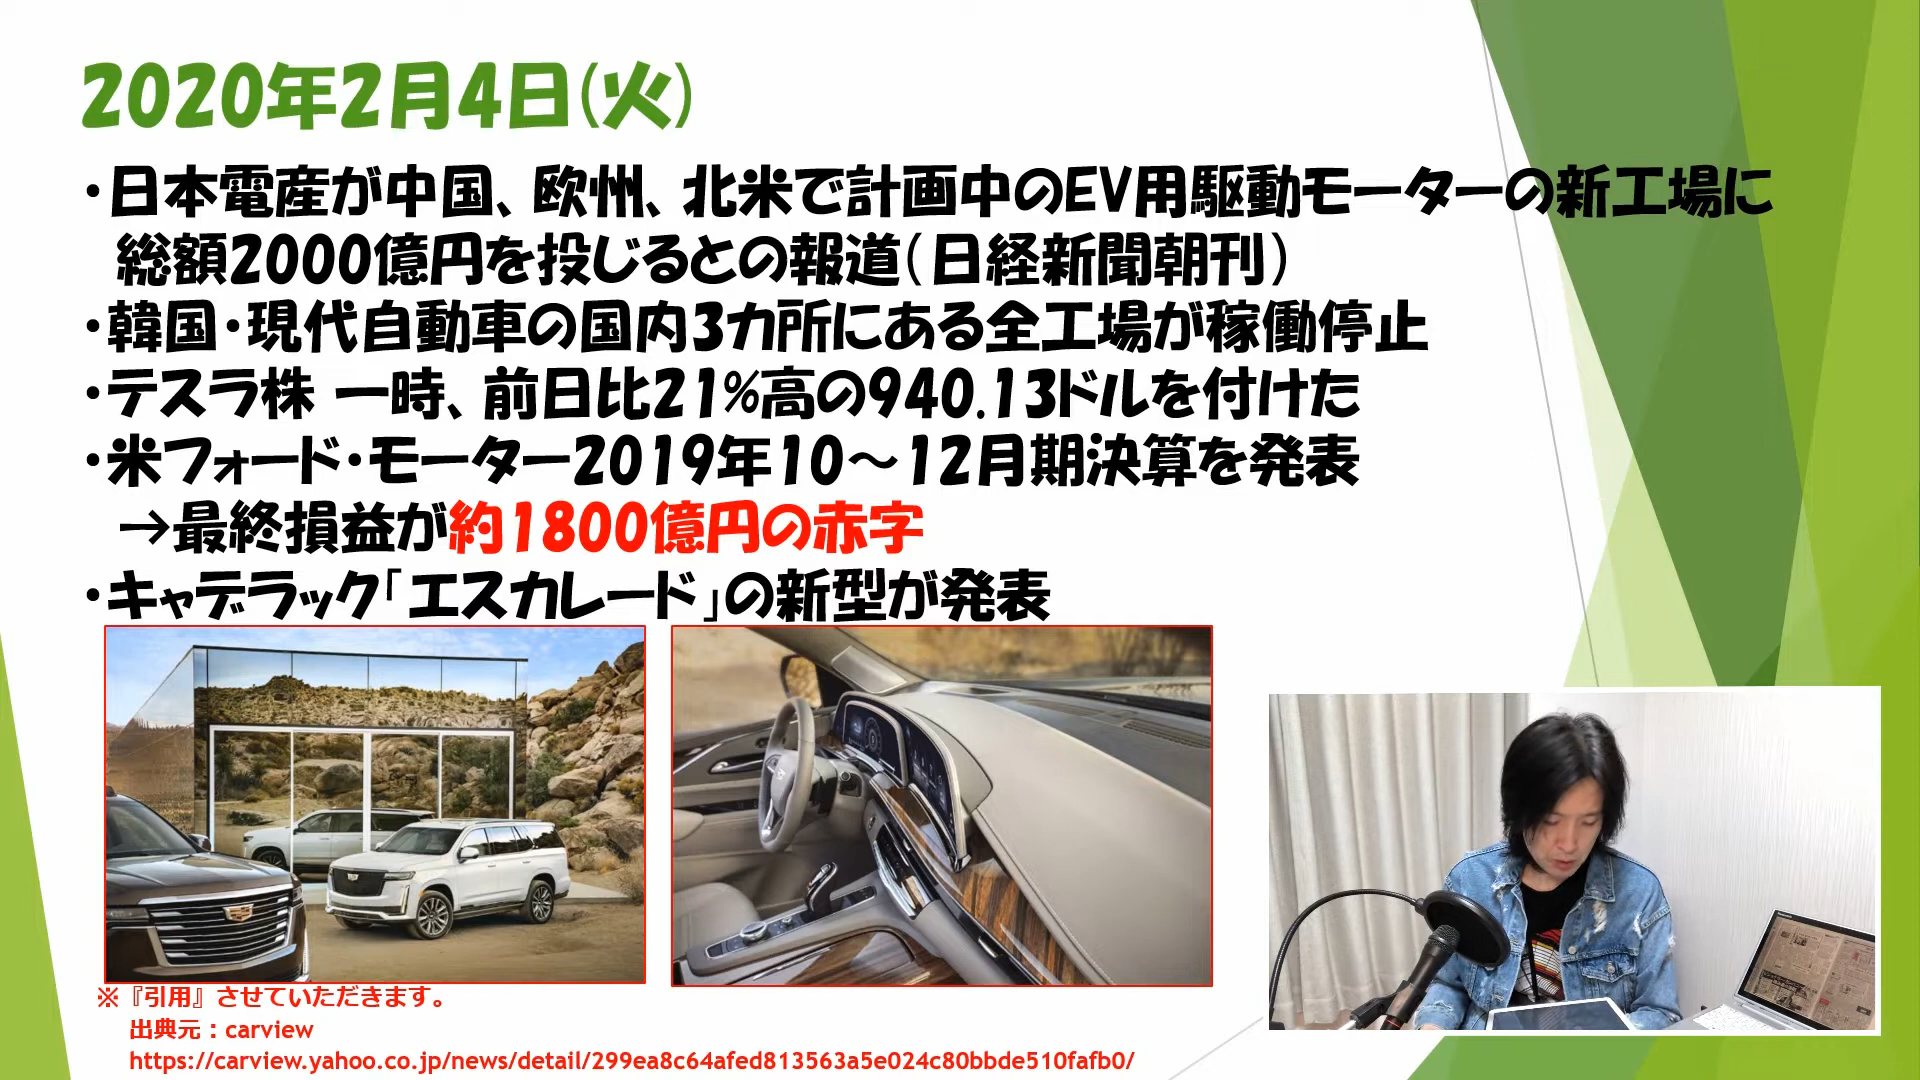 2020年2月4日(火)
・日本電産が中国、欧州、北米で計画中のEV用駆動モーターの新工場に
総額2000億円を投じるとの報道(日経新聞朝刊)
・韓国・現代自動車の国内3カ所にある全工場が稼働停止
・テスラ株 一時、前日比21%高の940.13ドルを付けた
・米フォード・モーター2019年10～12月期決算を発表
→最終損益が約1800億円の赤字
・キャデラック「エスカレード」の新型が発表
※『引用』させていただきます。
出典元：carview
https://carview.yahoo.co.jp/news/detail/299ea8c64afed813563a5e024c80bbde510fafb0/